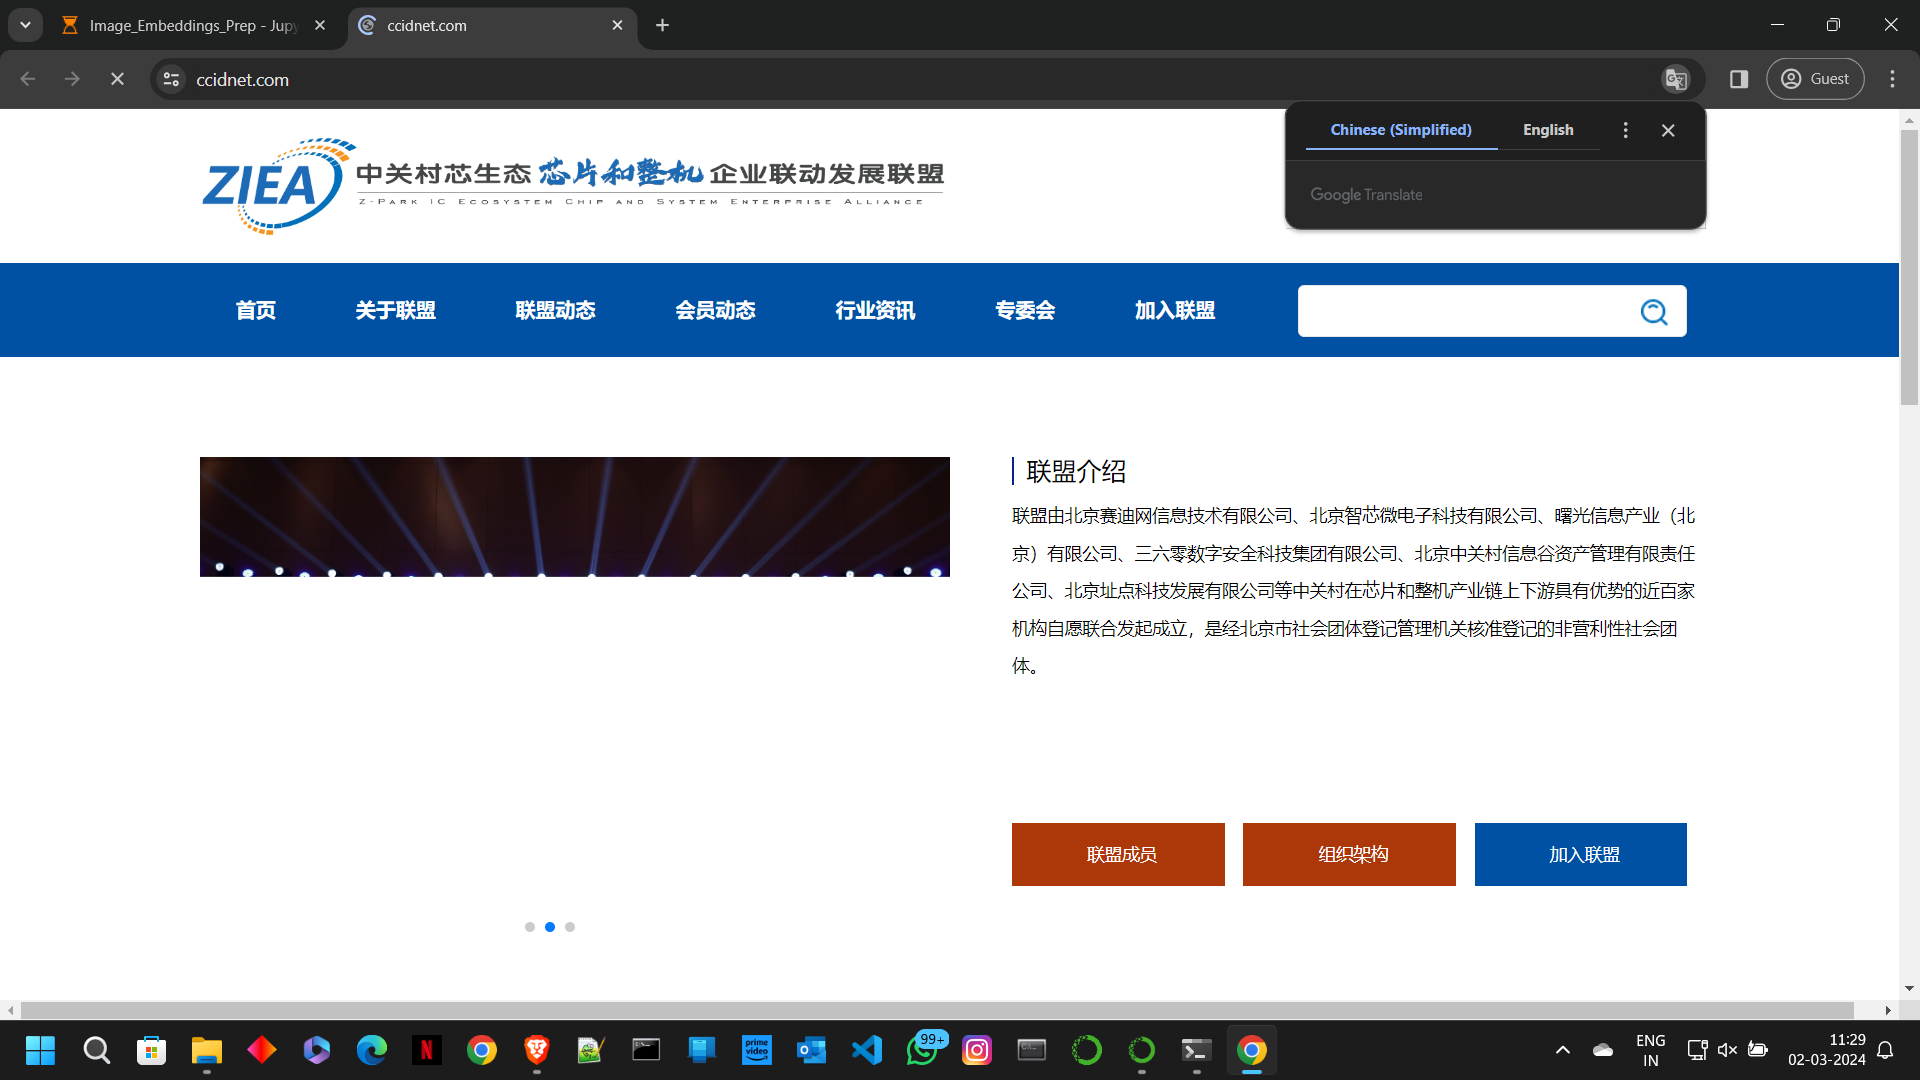 Image_Embeddings_Prep - Jupy
ccidnet.com
ccidnet.com
Guest
Chinese (Simplified)
English
Google Translate
ZIEA
中关村芯生态芯片和整机企业联动发展联盟
Z-Park IC Ecosystem Chip and System Enterprise Alliance
首页
关于联盟
联盟动态
会员动态
行业资讯
专委会
加入联盟
联盟介绍
联盟由北京赛迪网信息技术有限公司、北京智芯微电子科技有限公司、曙光信息产业（北
京）有限公司、三六零数字安全科技集团有限公司、北京中关村信息谷资产管理有限责任
公司、北京址点科技发展有限公司等中关村在芯片和整机产业链上下游具有优势的近百家
机构自愿联合发起成立，是经北京市社会团体登记管理机关核准登记的非营利性社会团
体。
联盟成员
组织架构
加入联盟
N
prime video
99+
ENG
IN
11:29
02-03-2024